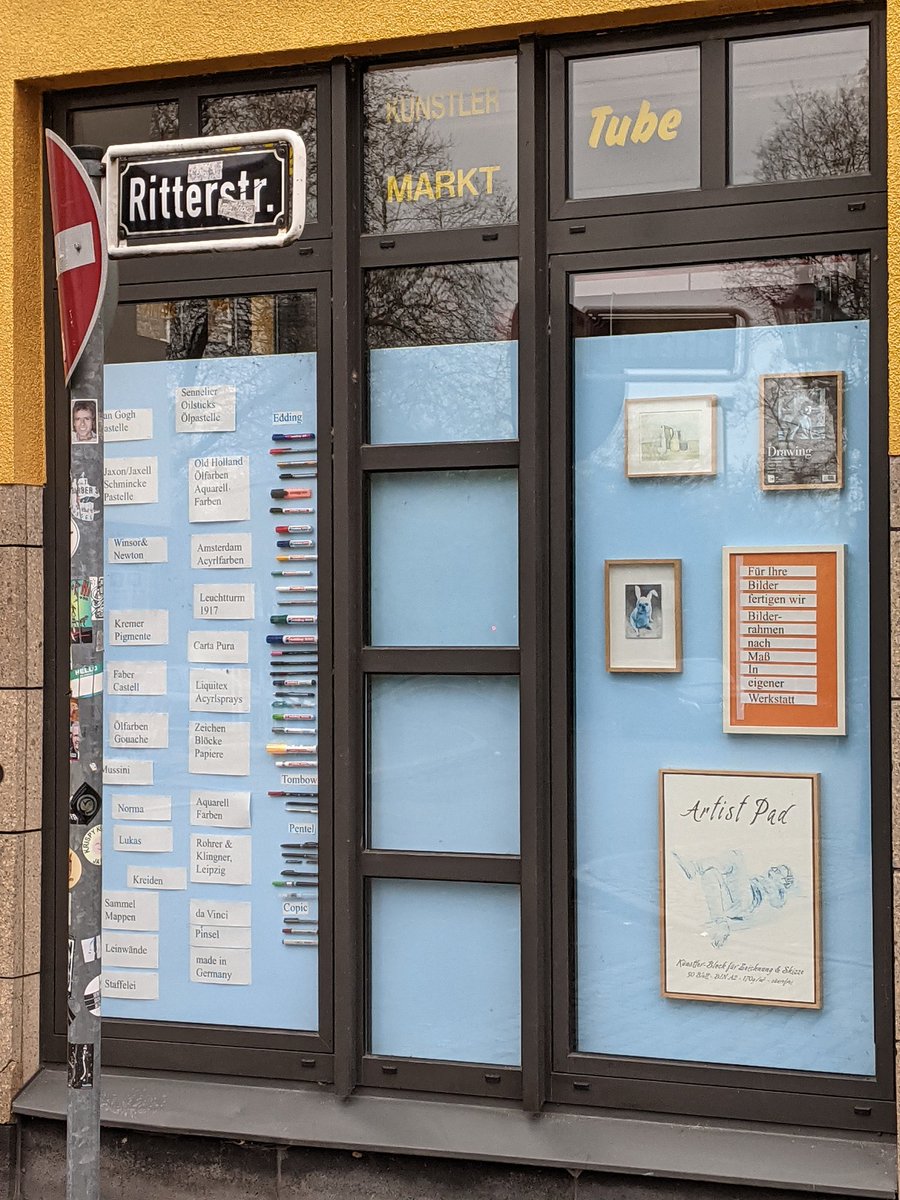 KÜNSTLER
MARKT
Tube
Ritterstr.
an Gogh
astelle
Jaxon/Jaxell
Schmincke
Pastelle
Winsor&
Newton
Kremer
Pigmente
Faber
Castell
Ölfarben
Gouache
Mussini
Norma
Lukas
Kreiden
Sammel
Mappen
Leinwände
Staffelei
Sennelier
Oilsticks
Ölpastelle
Old Holland
Ölfarben
Aquarell-
Farben
Amsterdam
Acyrlfarben
Leuchtturm
1917
Carta Pura
Liquitex
Acyrlsprays
Zeichen
Blöcke
Papiere
Aquarell
Farben
Rohrer &
Klingner,
Leipzig
da Vinci
Pinsel
made in
Germany
Edding
Tombow
Pentel
Copic
Drawing
Für Ihre
Bilder
fertigen wir
Bilder-
rahmen
nach
Maß
In
eigener
Werkstatt
Artist Pad
Künstler-Block für Zeichnung & Skizze
50 Blatt - DIN A2 - 170g/m²
HELLO
KRISPY